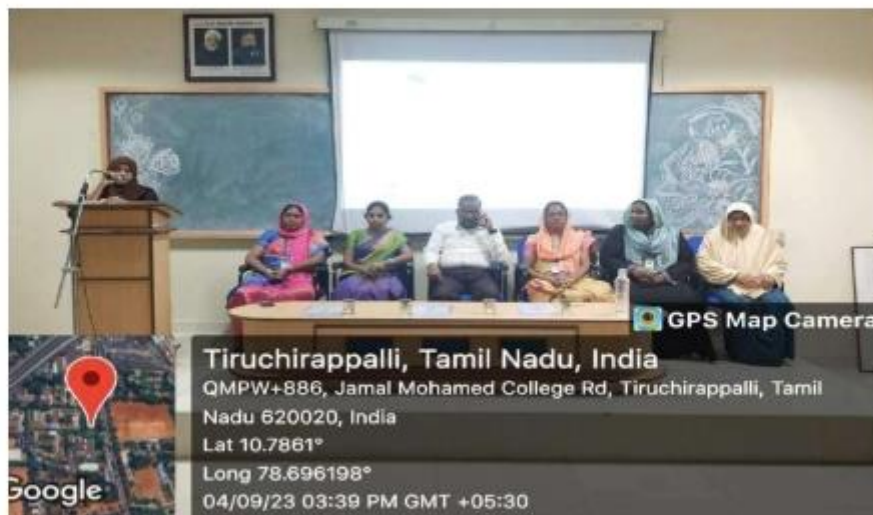 GPS Map Camera
Tiruchirappalli, Tamil Nadu, India
QMPW+886, Jamal Mohamed College Rd, Tiruchirappalli, Tamil
Nadu 620020, India
Lat 10.7861°
Long 78.696198°
04/09/23 03:39 PM GMT +05:30
Google